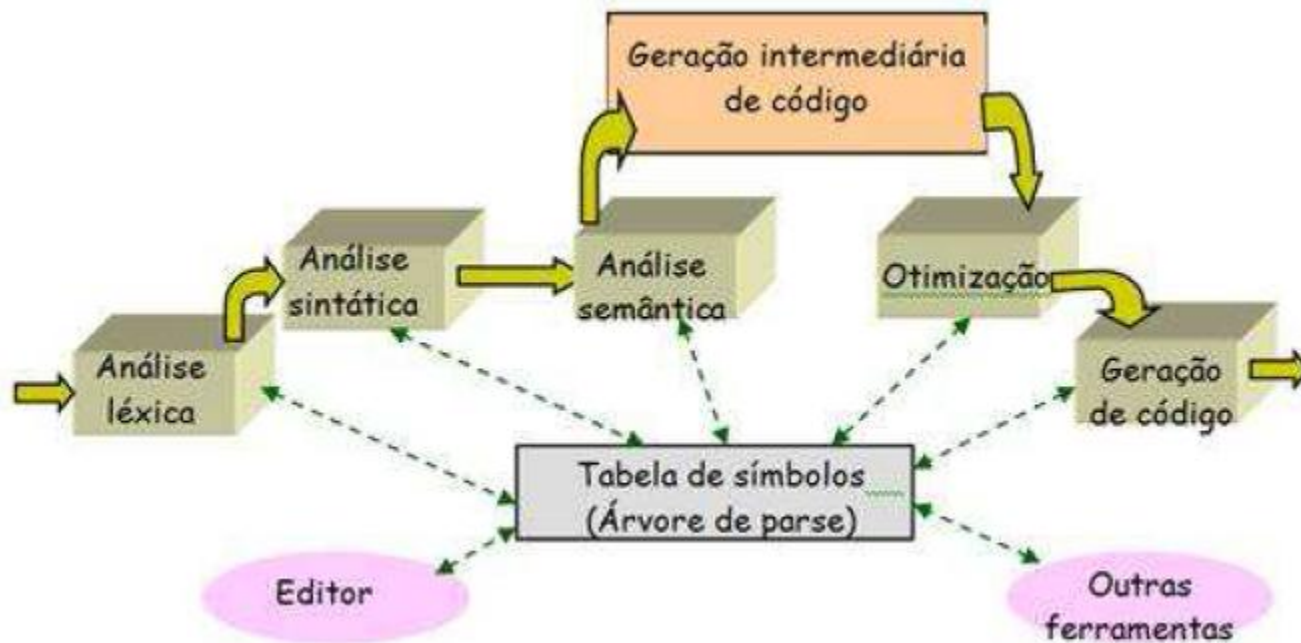 Geração intermediária
de código
Análise
sintática
Análise
semântica
Otimização
Análise
léxica
Geração
de código
Tabela de símbolos
(Árvore de parse)
Editor
Outras
ferramentas